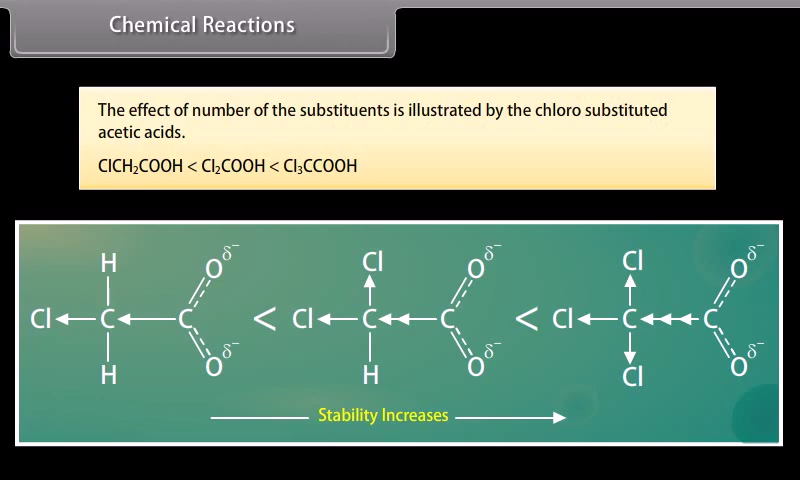 Chemical Reactions
The effect of number of the substituents is illustrated by the chloro substituted
acetic acids.
ClCH₂COOH < Cl₂COOH < Cl₃CCOOH
H Cl Cl
O δ⁻ O δ⁻ O δ⁻
Cl C C < Cl C C < Cl C C
O δ⁻ O δ⁻ O δ⁻
H H Cl
Stability Increases